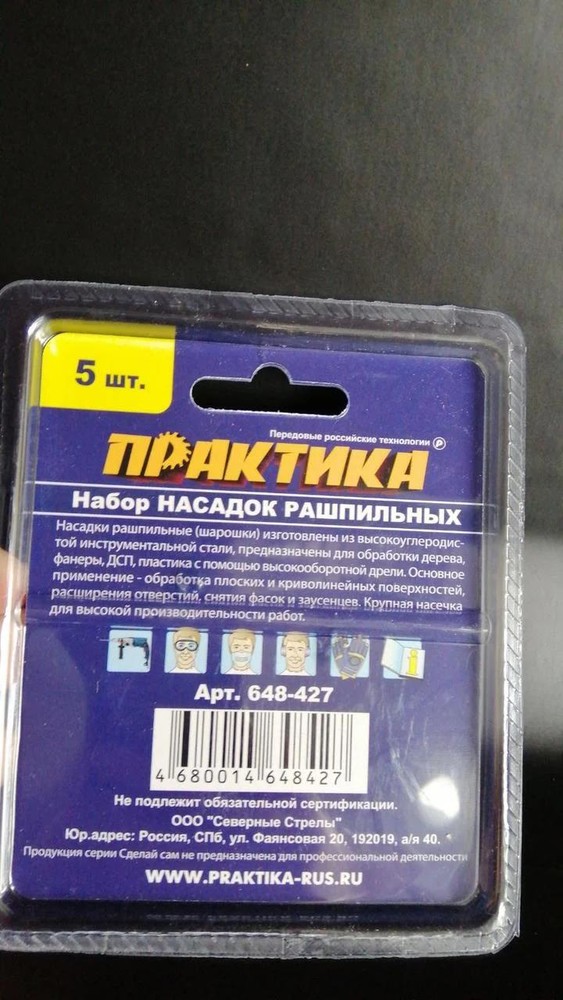 5 шт.
Передовые российские технологии
ПРАКТИКА
Набор НАСАДОК РАШПИЛЬНЫХ
Насадки рашпильные (шарошки) изготовлены из высокоуглеродис-
той инструментальной стали, предназначены для обработки дерева,
фанеры, ДСП, пластика с помощью высокооборотной дрели. Основное
применение - обработка плоских и криволинейных поверхностей,
расширения отверстий, снятия фасок и заусенцев. Крупная насечка
для высокой производительности работ.
Арт. 648-427
4 680014 648427
Не подлежит обязательной сертификации.
ООО "Северные Стрелы"
Юр.адрес: Россия, СПб, ул. Фаянсовая 20, 192019, а/я 40.
Продукция серии Сделай сам не предназначена для профессиональной деятельности
WWW.PRAKTIKA-RUS.RU